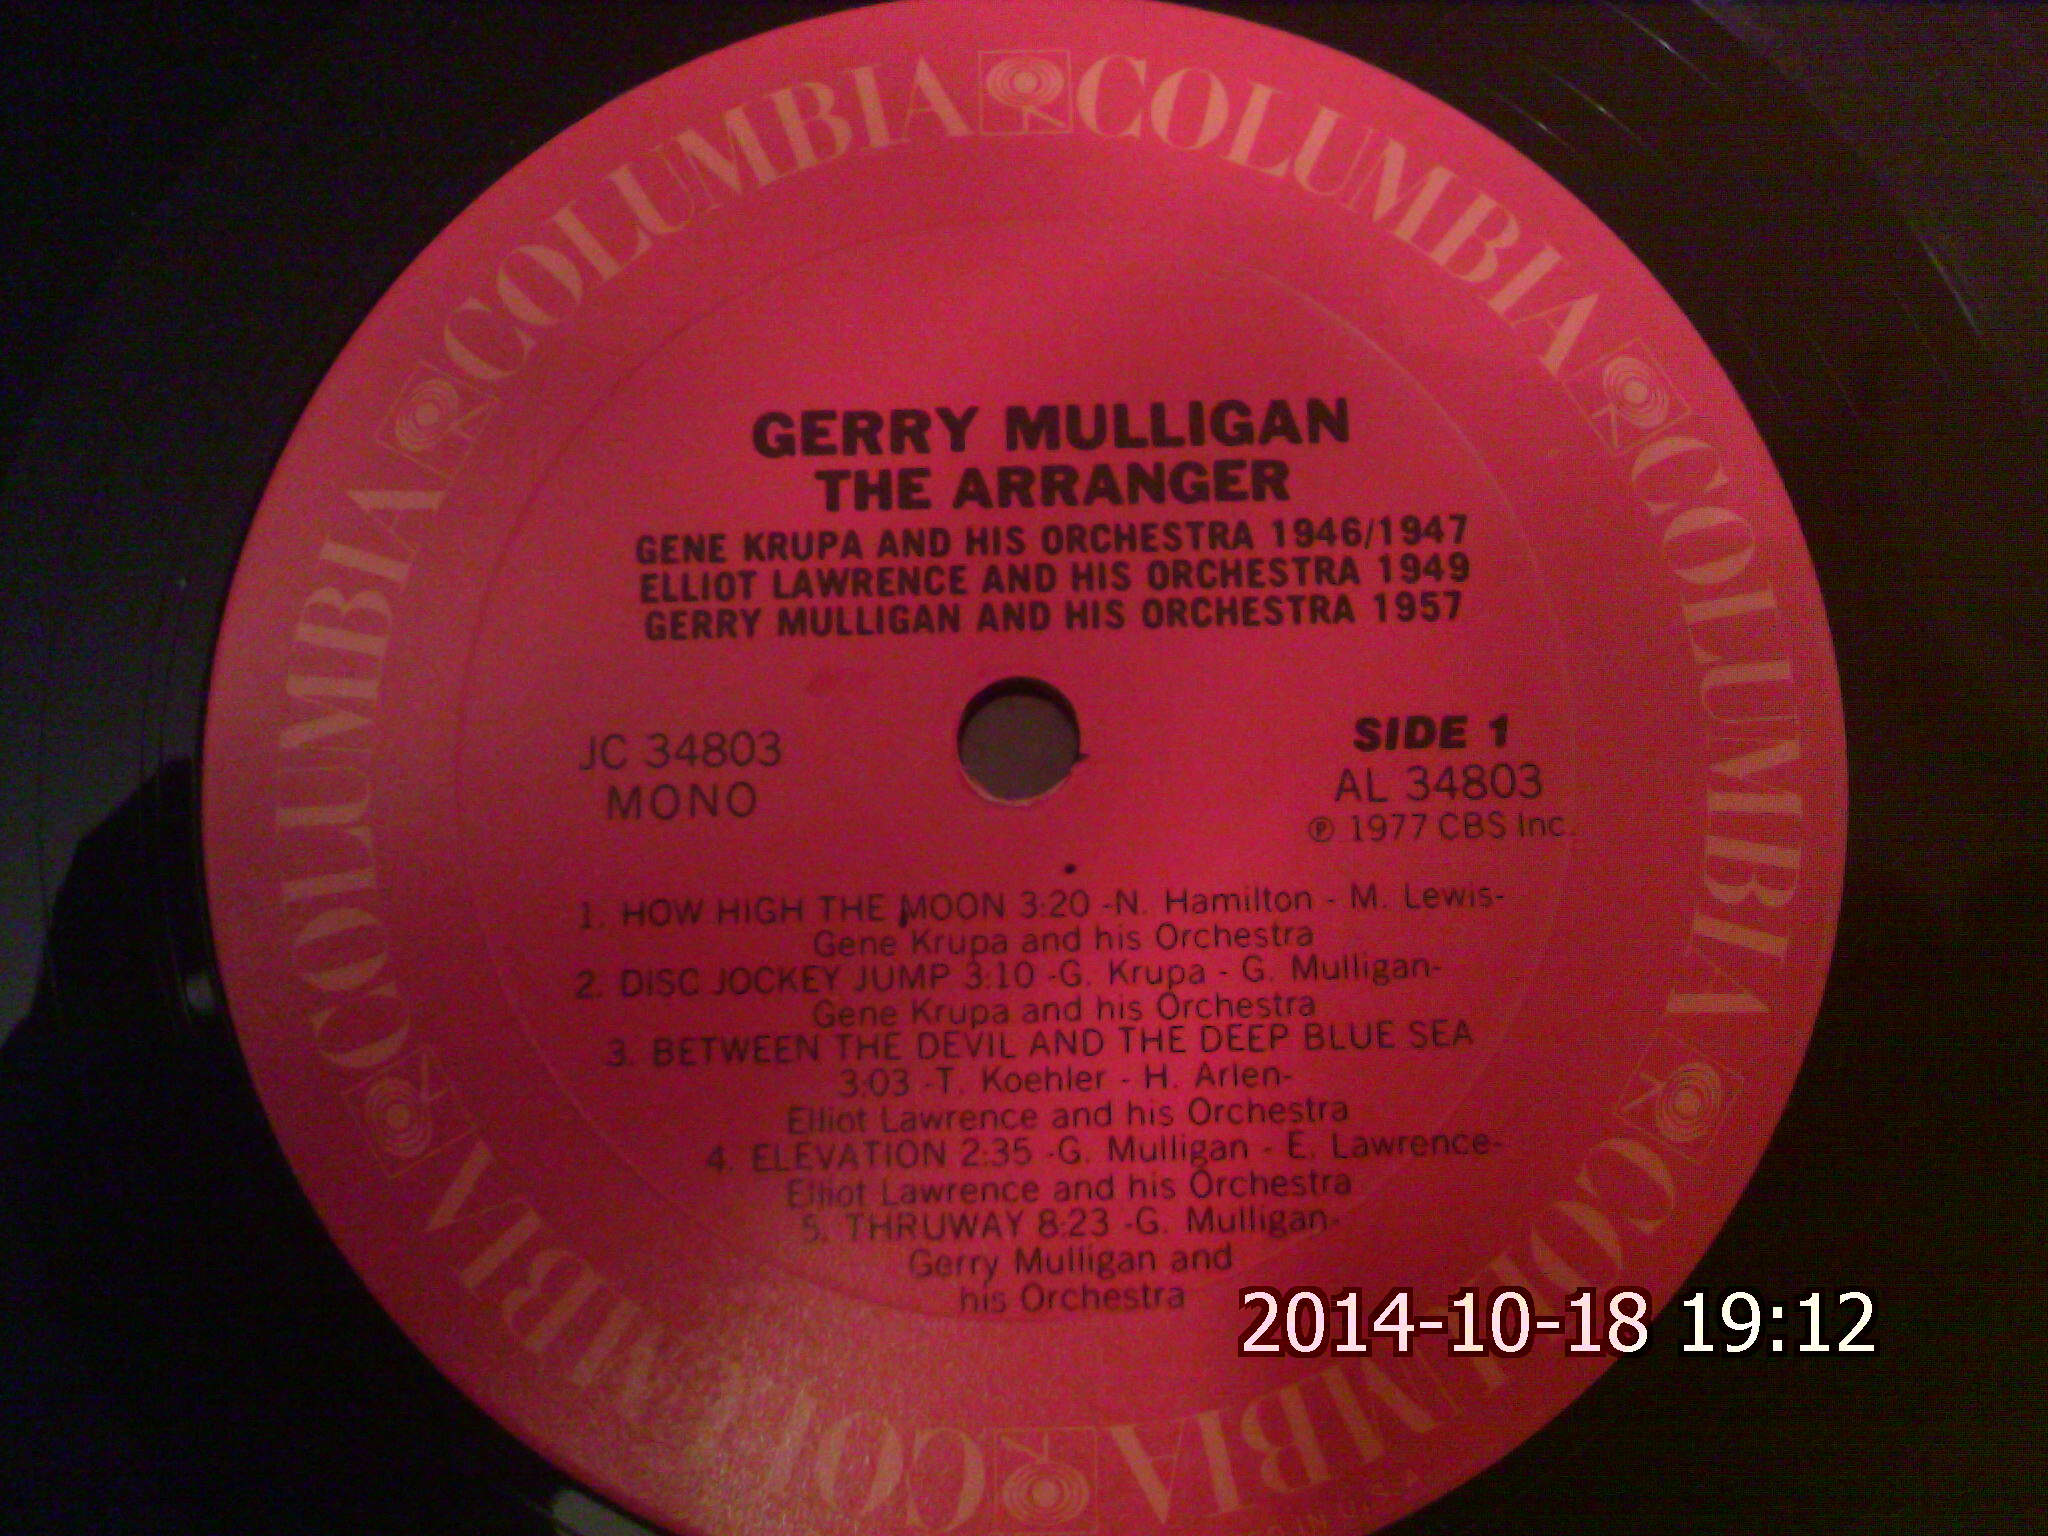 COLUMBIA COLUMBIA COLUMBIA COLUMBIA COLUMBIA COLUMBIA
GERRY MULLIGAN
THE ARRANGER
GENE KRUPA AND HIS ORCHESTRA 1946/1947
ELLIOT LAWRENCE AND HIS ORCHESTRA 1949
GERRY MULLIGAN AND HIS ORCHESTRA 1957
JC 34803
MONO
SIDE 1
AL 34803
℗ 1977 CBS Inc.
1. HOW HIGH THE MOON 3:20 -N. Hamilton - M. Lewis-
Gene Krupa and his Orchestra
2. DISC JOCKEY JUMP 3:10 -G. Krupa - G. Mulligan-
Gene Krupa and his Orchestra
3. BETWEEN THE DEVIL AND THE DEEP BLUE SEA
3:03 -T. Koehler - H. Arlen-
Elliot Lawrence and his Orchestra
4. ELEVATION 2:35 -G. Mulligan - E. Lawrence-
Elliot Lawrence and his Orchestra
5. THRUWAY 8:23 -G. Mulligan-
Gerry Mulligan and
his Orchestra
2014-10-18 19:12
IN U.S.A.